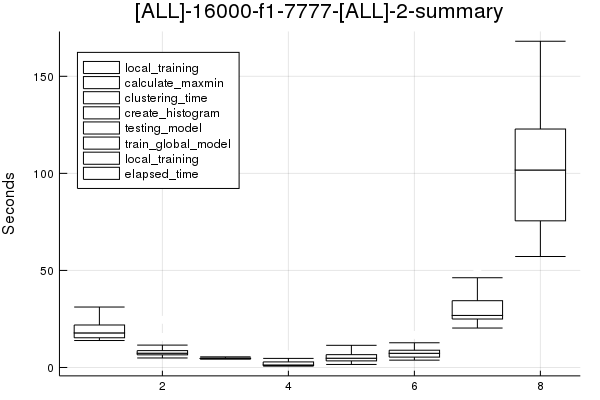 [ALL]-16000-f1-7777-[ALL]-2-summary
local_training
calculate_maxmin
clustering_time
create_histogram
testing_model
train_global_model
local_training
elapsed_time
Seconds
150
100
50
0
2 4 6 8